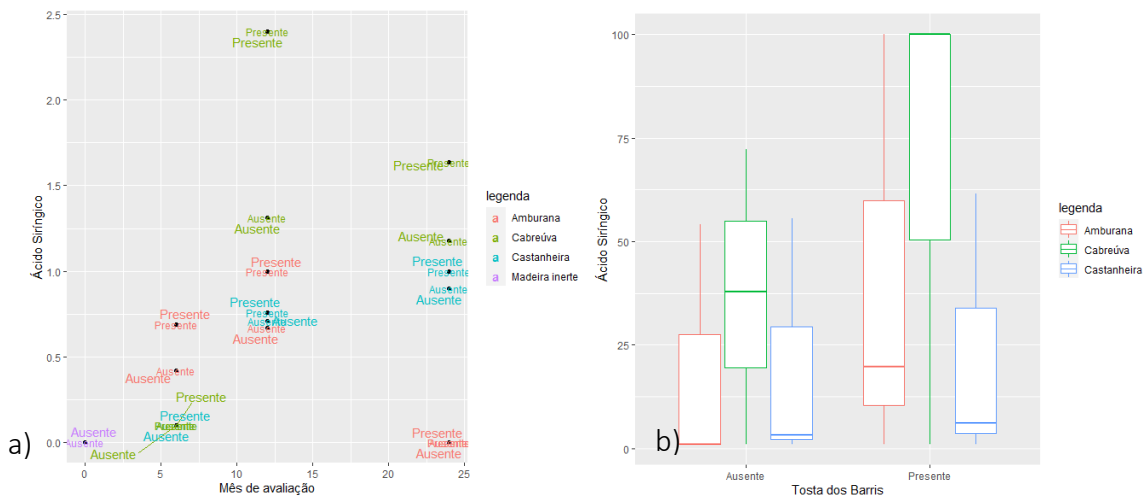 2.5
2.0
1.5
1.0
0.5
0.0
Ácido Siríngico
Presente
Presente
Presente
Presente
Ausente
Ausente
Ausente
Ausente
Presente
Presente
Presente
Presente
Ausente
Ausente
Presente
Presente
Ausente
Ausente
Ausente
Ausente
Presente
Presente
Ausente
Ausente
Presente
Presente
Ausente
Ausente
Ausente
Ausente
Presente
Ausente
0
5
10
15
20
25
Mês de avaliação
a)
legenda
a Amburana
a Cabreúva
a Castanheira
a Madeira inerte
100
75
50
25
0
Ácido Siríngico
Ausente
Presente
Tosta dos Barris
b)
legenda
Amburana
Cabreúva
Castanheira